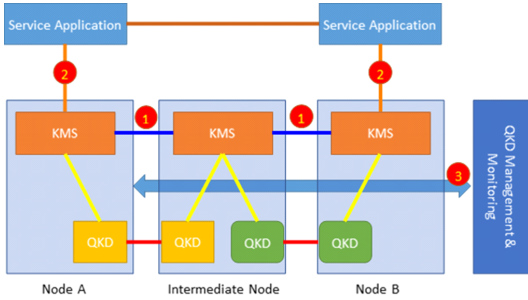 Service Application
Service Application
2
2
1
1
KMS
KMS
KMS
3
QKD Management &
Monitoring
QKD
QKD
QKD
QKD
Node A
Intermediate Node
Node B